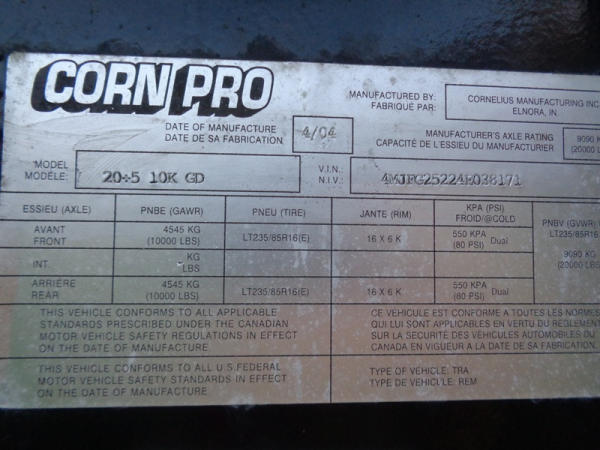 CORN PRO
MANUFACTURED BY:
FABRIQUÉ PAR:
CORNELIUS MANUFACTURING INC
ELNORA, IN
DATE OF MANUFACTURE
DATE DE SA FABRICATION
4/04
MANUFACTURER'S AXLE RATING
CAPACITÉ DE L'ESSIEU DU MANUFACTURIER
9090 K
(20000 L
MODEL
MODÈLE:
20+5 10K GD
V.I.N.:
N.I.V.:
ESSIEU (AXLE) PNBE (GAWR) PNEU (TIRE) JANTE (RIM) KPA (PSI) FROID/@COLD PNBV (GVWR)
AVANT
FRONT
4545 KG
(10000 LBS)
LT235/85R16(E)
16 X 6 K
550 KPA
(80 PSI) Dual
LT235/85R16
INT.
KG
LBS
9090 KG
(20000 LBS
ARRIÈRE
REAR
4545 KG
(10000 LBS)
LT235/85R16(E)
16 X 6 K
550 KPA
(80 PSI) Dual
THIS VEHICLE CONFORMS TO ALL APPLICABLE
STANDARDS PRESCRIBED UNDER THE CANADIAN
MOTOR VEHICLE SAFETY REGULATIONS IN EFFECT
ON THE DATE OF MANUFACTURE.
CE VÉHICULE EST CONFORME A TOUTES LES NORMES
QUI LUI SONT APPLICABLES EN VERTU DU RÈGLEMENT
SUR LA SÉCURITÉ DES VÉHICULES AUTOMOBILES DU
CANADA EN VIGUEUR A LA DATE DE SA FABRICATION.
THIS VEHICLE CONFORMS TO ALL U.S.FEDERAL
MOTOR VEHICLE SAFETY STANDARDS IN EFFECT
ON THE DATE OF MANUFACTURE.
TYPE OF VEHICLE: TRA
TYPE DE VEHICLE: REM